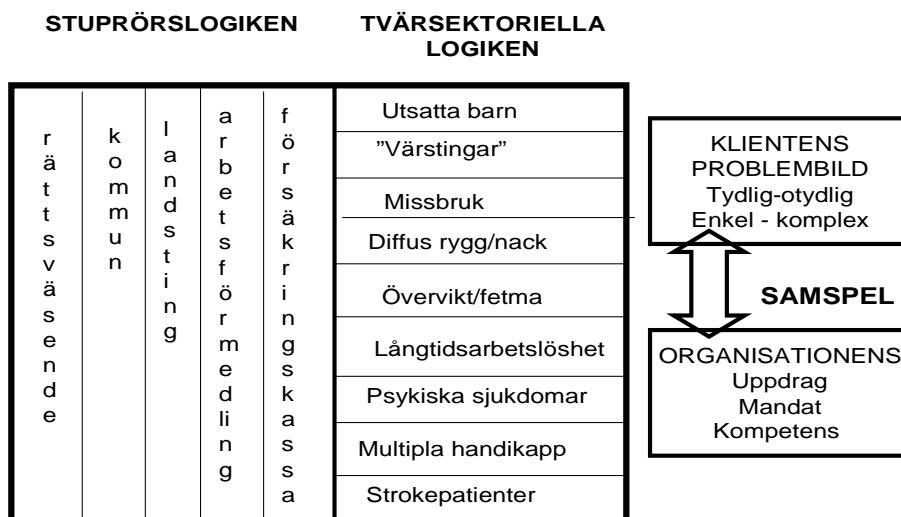 STUPRÖRSLOGIKEN
TVÄRSEKTORIELLA
LOGIKEN
rättsväsende
kommun
landsting
arbetsförmedling
försäkringskassa
Utsatta barn
”Värstingar”
Missbruk
Diffus rygg/nack
Övervikt/fetma
Långtidsarbetslöshet
Psykiska sjukdomar
Multipla handikapp
Strokepatienter
KLIENTENS
PROBLEMBILD
Tydlig-otydlig
Enkel - komplex
SAMSPEL
ORGANISATIONENS
Uppdrag
Mandat
Kompetens